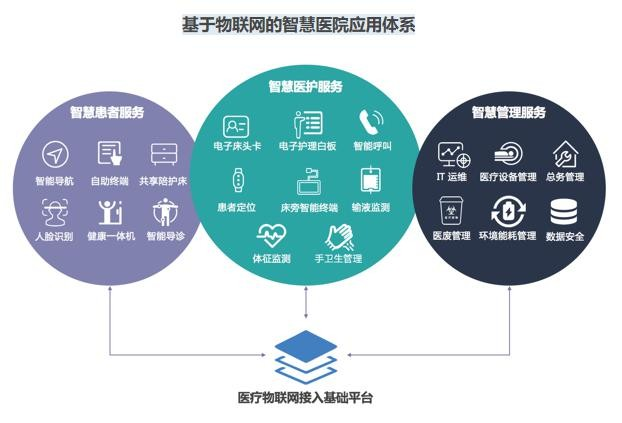 基于物联网的智慧医院应用体系
智慧患者服务
智能导航 自助终端 共享陪护床
人脸识别 健康一体机 智能导诊
智慧医护服务
电子床头卡 电子护理白板 智能呼叫
患者定位 床旁智能终端 输液监测
体征监测 手卫生管理
智慧管理服务
IT 运维 医疗设备管理 总务管理
医废管理 环境能耗管理 数据安全
医疗物联网接入基础平台